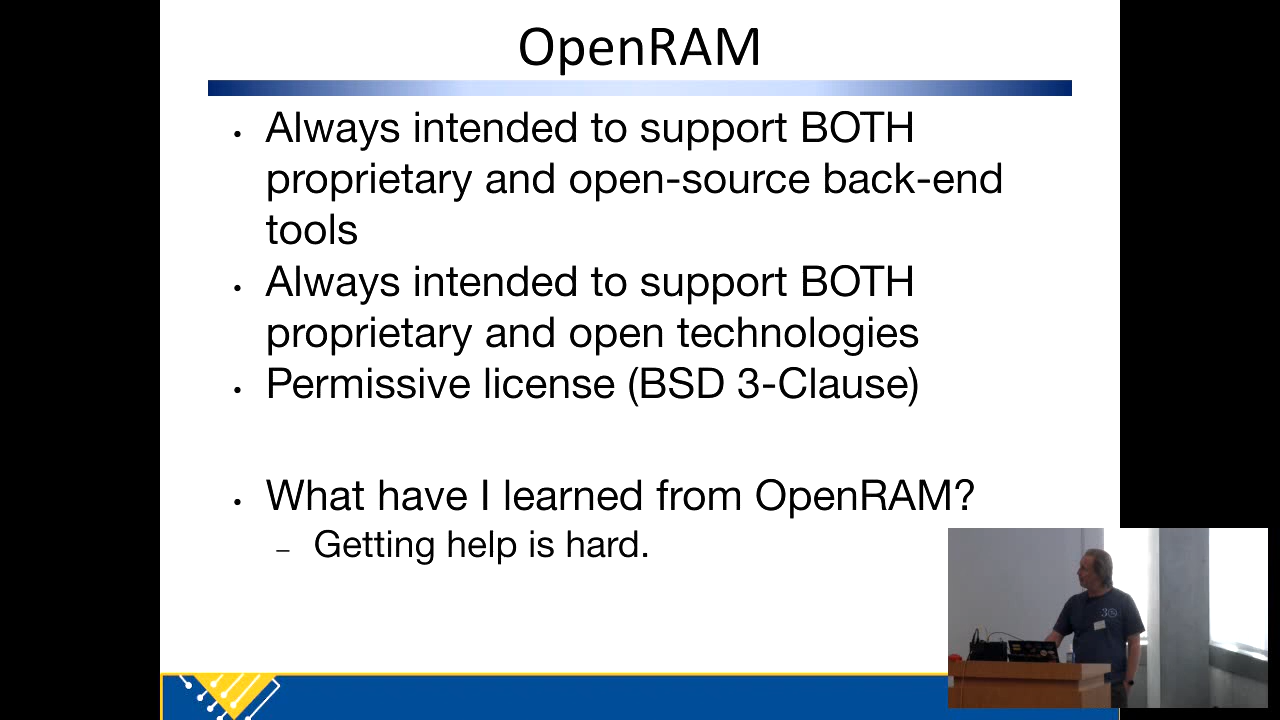 OpenRAM
• Always intended to support BOTH
proprietary and open-source back-end
tools
• Always intended to support BOTH
proprietary and open technologies
• Permissive license (BSD 3-Clause)
• What have I learned from OpenRAM?
– Getting help is hard.